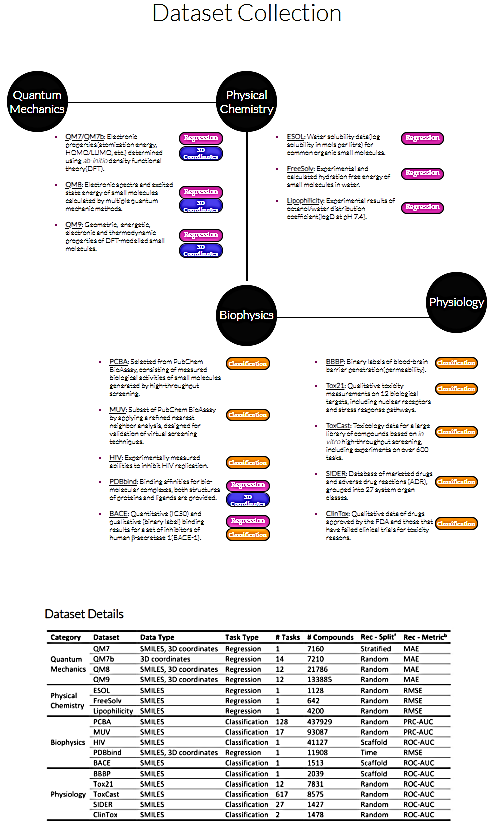 Dataset Collection
Quantum
Mechanics
Physical
Chemistry
QM7/QM7b: Electronic
properties(atomization energy,
HOMO/LUMO, etc.) determined
using ab initio density functional
theory(DFT).
Regression
3D
Coordinates
QM8: Electronic spectra and excited
state energy of small molecules
calculated by multiple quantum
mechanic methods.
Regression
3D
Coordinates
QM9: Geometric, energetic,
electronic and thermodynamic
properties of DFT-modelled small
molecules.
Regression
3D
Coordinates
ESOL: Water solubility data(log
solubility in mols per litre) for
common organic small molecules.
Regression
FreeSolv: Experimental and
calculated hydration free energy of
small molecules in water.
Regression
Lipophilicity: Experimental results of
octanol/water distribution
coefficient(logD at pH 7.4).
Regression
Biophysics
Physiology
PCBA: Selected from PubChem
BioAssay, consisting of measured
biological activities of small molecules
generated by high-throughput
screening.
Classification
MUV: Subset of PubChem BioAssay
by applying a refined nearest
neighbor analysis, designed for
validation of virtual screening
techniques.
Classification
HIV: Experimentally measured
abilities to inhibit HIV replication.
Classification
PDBbind: Binding affinities for bio-
molecular complexes, both structures
of proteins and ligands are provided.
Regression
3D
Coordinates
BACE: Quantitative (IC50) and
qualitative (binary label) binding
results for a set of inhibitors of
human β-secretase 1(BACE-1).
Regression
Classification
BBBP: Binary labels of blood-brain
barrier penetration(permeability).
Classification
Tox21: Qualitative toxicity
measurements on 12 biological
targets, including nuclear receptors
and stress response pathways.
Classification
ToxCast: Toxicology data for a large
library of compounds based on in
vitro high-throughput screening,
including experiments on over 600
tasks.
Classification
SIDER: Database of marketed drugs
and adverse drug reactions (ADR),
grouped into 27 system organ
classes.
Classification
ClinTox: Qualitative data of drugs
approved by the FDA and those that
have failed clinical trials for toxicity
reasons.
Classification
Dataset Details
Category Dataset Data Type Task Type # Tasks # Compounds Rec - Splitᵃ Rec - Metricᵇ
Quantum
Mechanics
QM7 SMILES, 3D coordinates Regression 1 7160 Stratified MAE
QM7b 3D coordinates Regression 14 7210 Random MAE
QM8 SMILES, 3D coordinates Regression 12 21786 Random MAE
QM9 SMILES, 3D coordinates Regression 12 133885 Random MAE
Physical
Chemistry
ESOL SMILES Regression 1 1128 Random RMSE
FreeSolv SMILES Regression 1 642 Random RMSE
Lipophilicity SMILES Regression 1 4200 Random RMSE
Biophysics
PCBA SMILES Classification 128 437929 Random PRC-AUC
MUV SMILES Classification 17 93087 Random PRC-AUC
HIV SMILES Classification 1 41127 Scaffold ROC-AUC
PDBbind SMILES, 3D coordinates Regression 1 11908 Time RMSE
BACE SMILES Classification 1 1513 Scaffold ROC-AUC
Physiology
BBBP SMILES Classification 1 2039 Scaffold ROC-AUC
Tox21 SMILES Classification 12 7831 Random ROC-AUC
ToxCast SMILES Classification 617 8575 Random ROC-AUC
SIDER SMILES Classification 27 1427 Random ROC-AUC
ClinTox SMILES Classification 2 1478 Random ROC-AUC